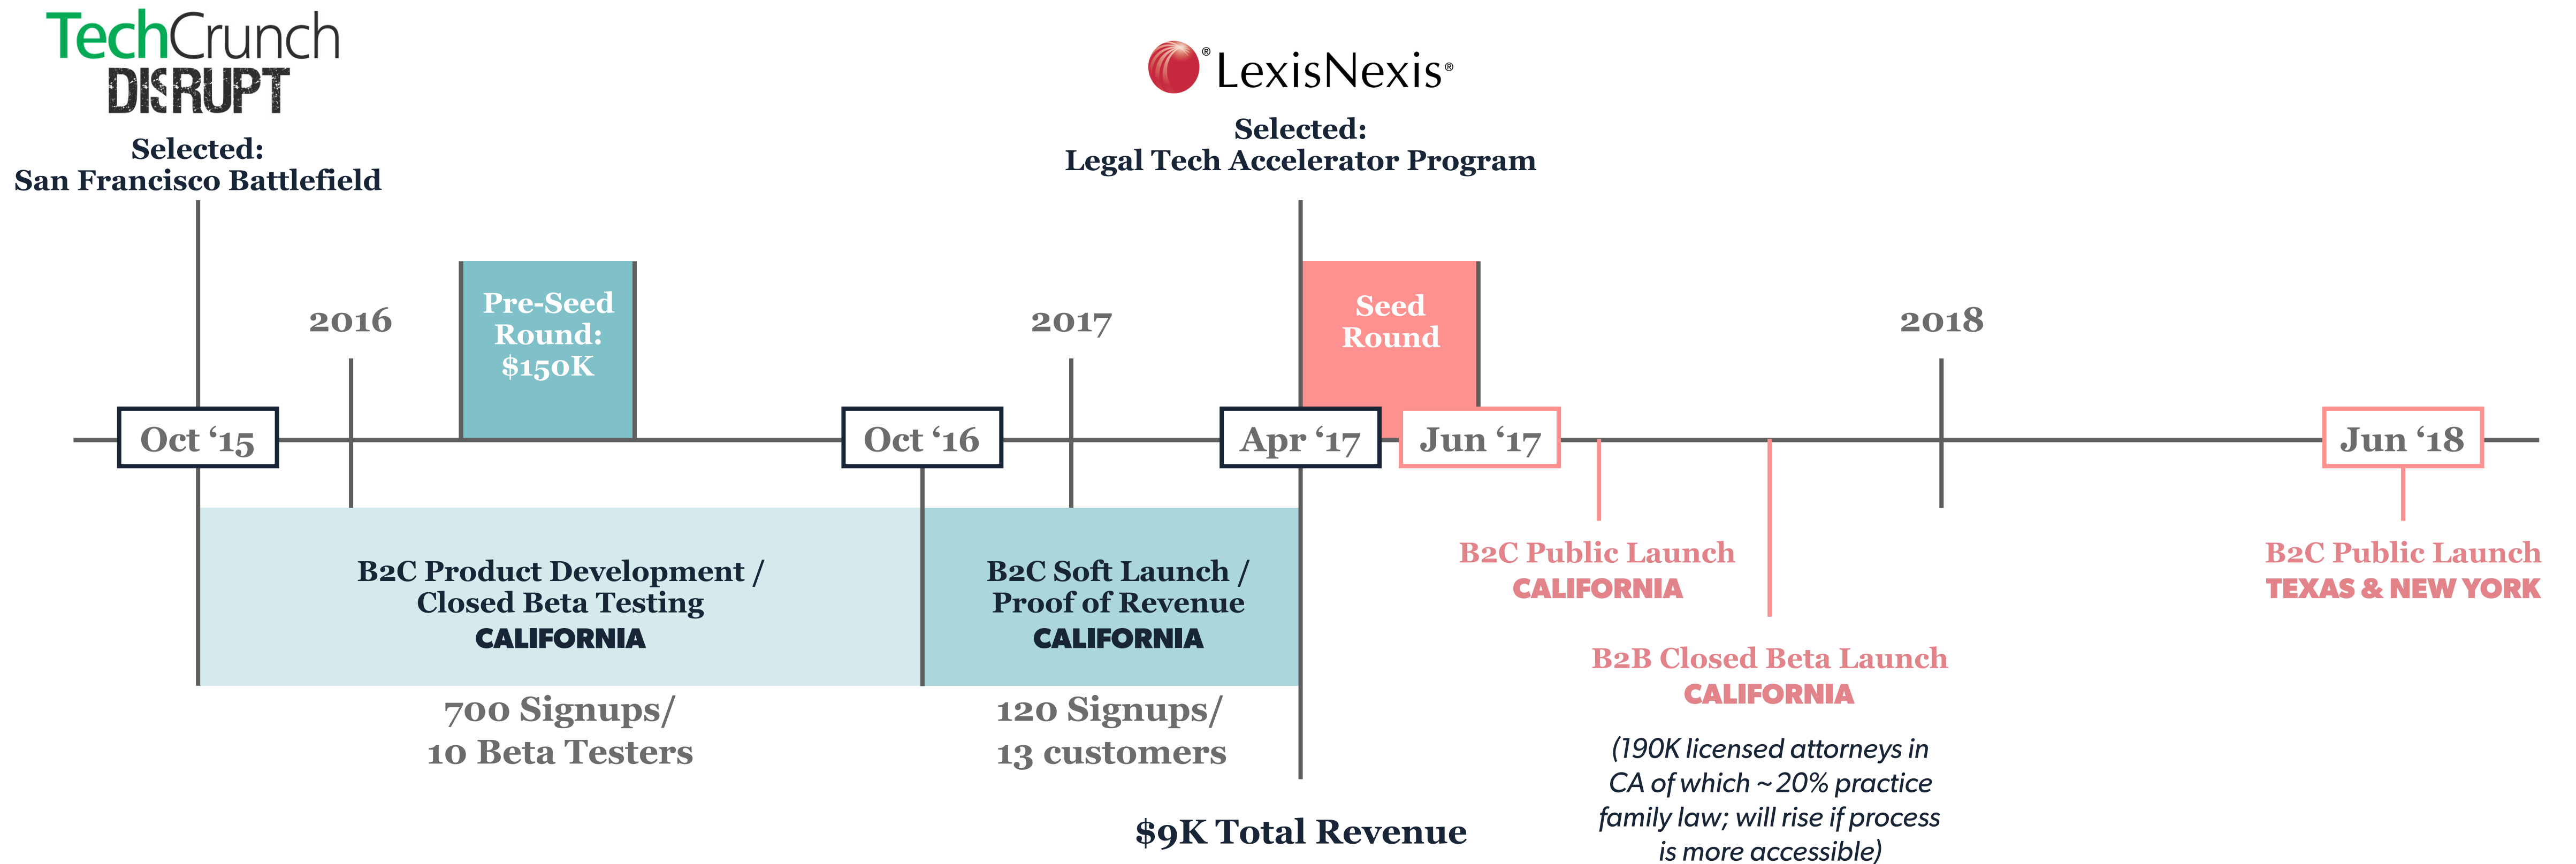 TechCrunch
DISRUPT
Selected:
San Francisco Battlefield
LexisNexis®
Selected:
Legal Tech Accelerator Program
2016
Pre-Seed
Round:
$150K
2017
Seed
Round
2018
Oct ‘15
Oct ‘16
Apr ‘17
Jun ‘17
Jun ‘18
B2C Product Development /
Closed Beta Testing
CALIFORNIA
700 Signups/
10 Beta Testers
B2C Soft Launch /
Proof of Revenue
CALIFORNIA
120 Signups/
13 customers
$9K Total Revenue
B2C Public Launch
CALIFORNIA
B2B Closed Beta Launch
CALIFORNIA
(190K licensed attorneys in
CA of which ~20% practice
family law; will rise if process
is more accessible)
B2C Public Launch
TEXAS & NEW YORK